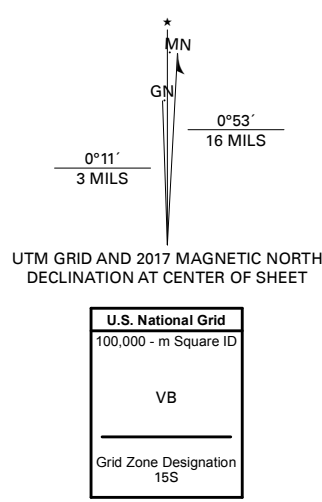 ★
MN
GN
0°53´
16 MILS
0°11´
3 MILS
UTM GRID AND 2017 MAGNETIC NORTH
DECLINATION AT CENTER OF SHEET
U.S. National Grid
100,000 - m Square ID
VB
Grid Zone Designation
15S